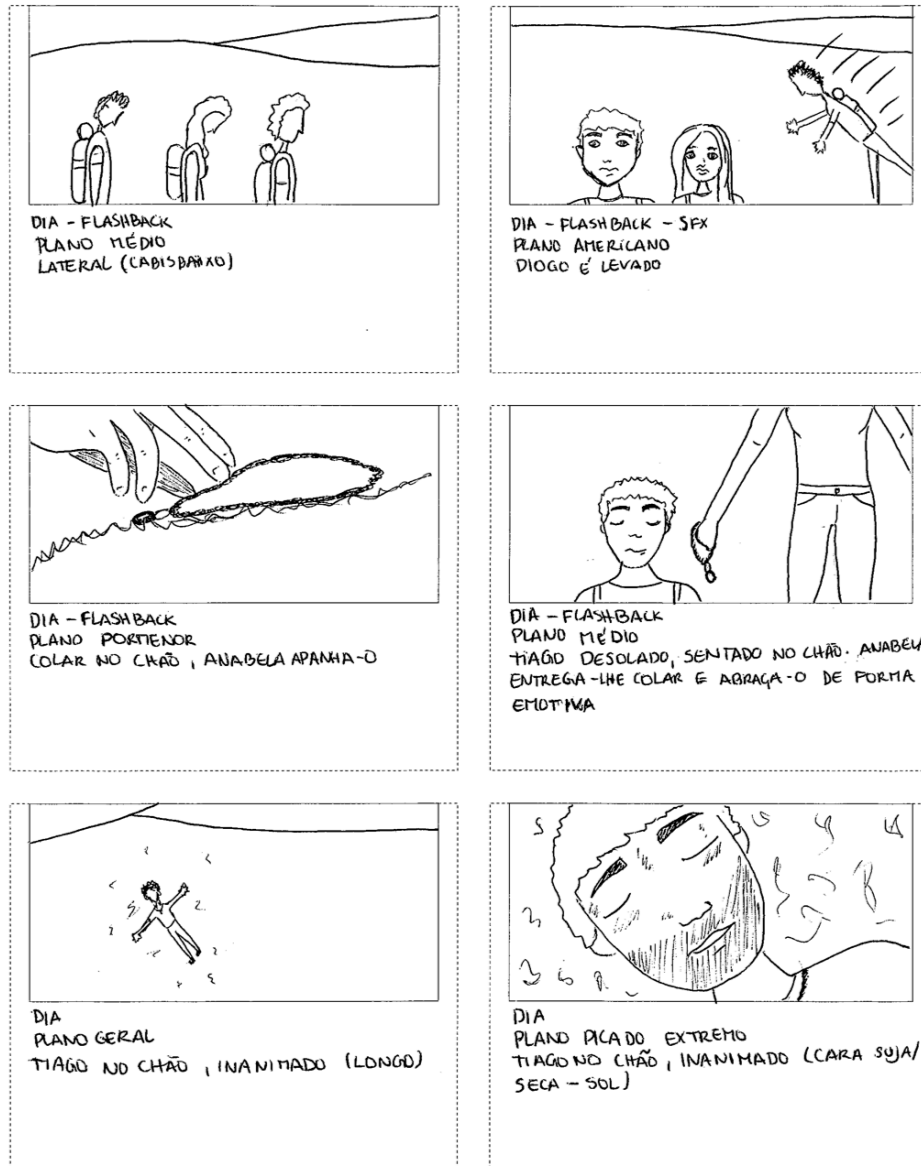 DIA - FLASHBACK
PLANO MÉDIO
LATERAL (CABISBAIXO)
DIA - FLASHBACK - SFX
PLANO AMERICANO
DIOGO É LEVADO
DIA - FLASHBACK
PLANO PORMENOR
COLAR NO CHÃO, ANABELA APANHA-O
DIA - FLASHBACK
PLANO MÉDIO
TIAGO DESOLADO, SENTADO NO CHÃO. ANABELA
ENTREGA-LHE COLAR E ABRAÇA-O DE FORMA
EMOTIVA
DIA
PLANO GERAL
TIAGO NO CHÃO, INANIMADO (LONGO)
DIA
PLANO PICADO EXTREMO
TIAGO NO CHÃO, INANIMADO (CARA SUJA/
SECA - SOL)